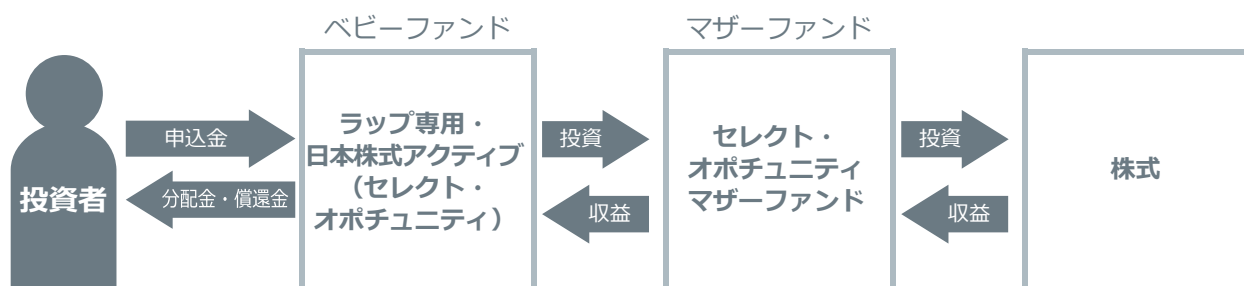 ベビーファンド
マザーファンド
投資者
申込金
分配金・償還金
ラップ専用・
日本株式アクティブ
（セレクト・
オポチュニティ）
投資
収益
セレクト・
オポチュニティ
マザーファンド
投資
収益
株式